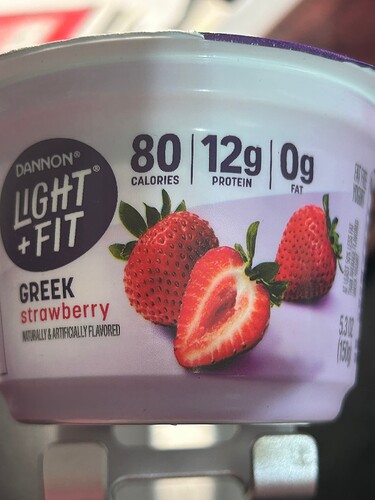 DANNON®
LIGHT®
+ FIT
80
CALORIES
12g
PROTEIN
0g
FAT
GREEK
strawberry
NATURALLY & ARTIFICIALLY FLAVORED
5.3 OZ
(150g)